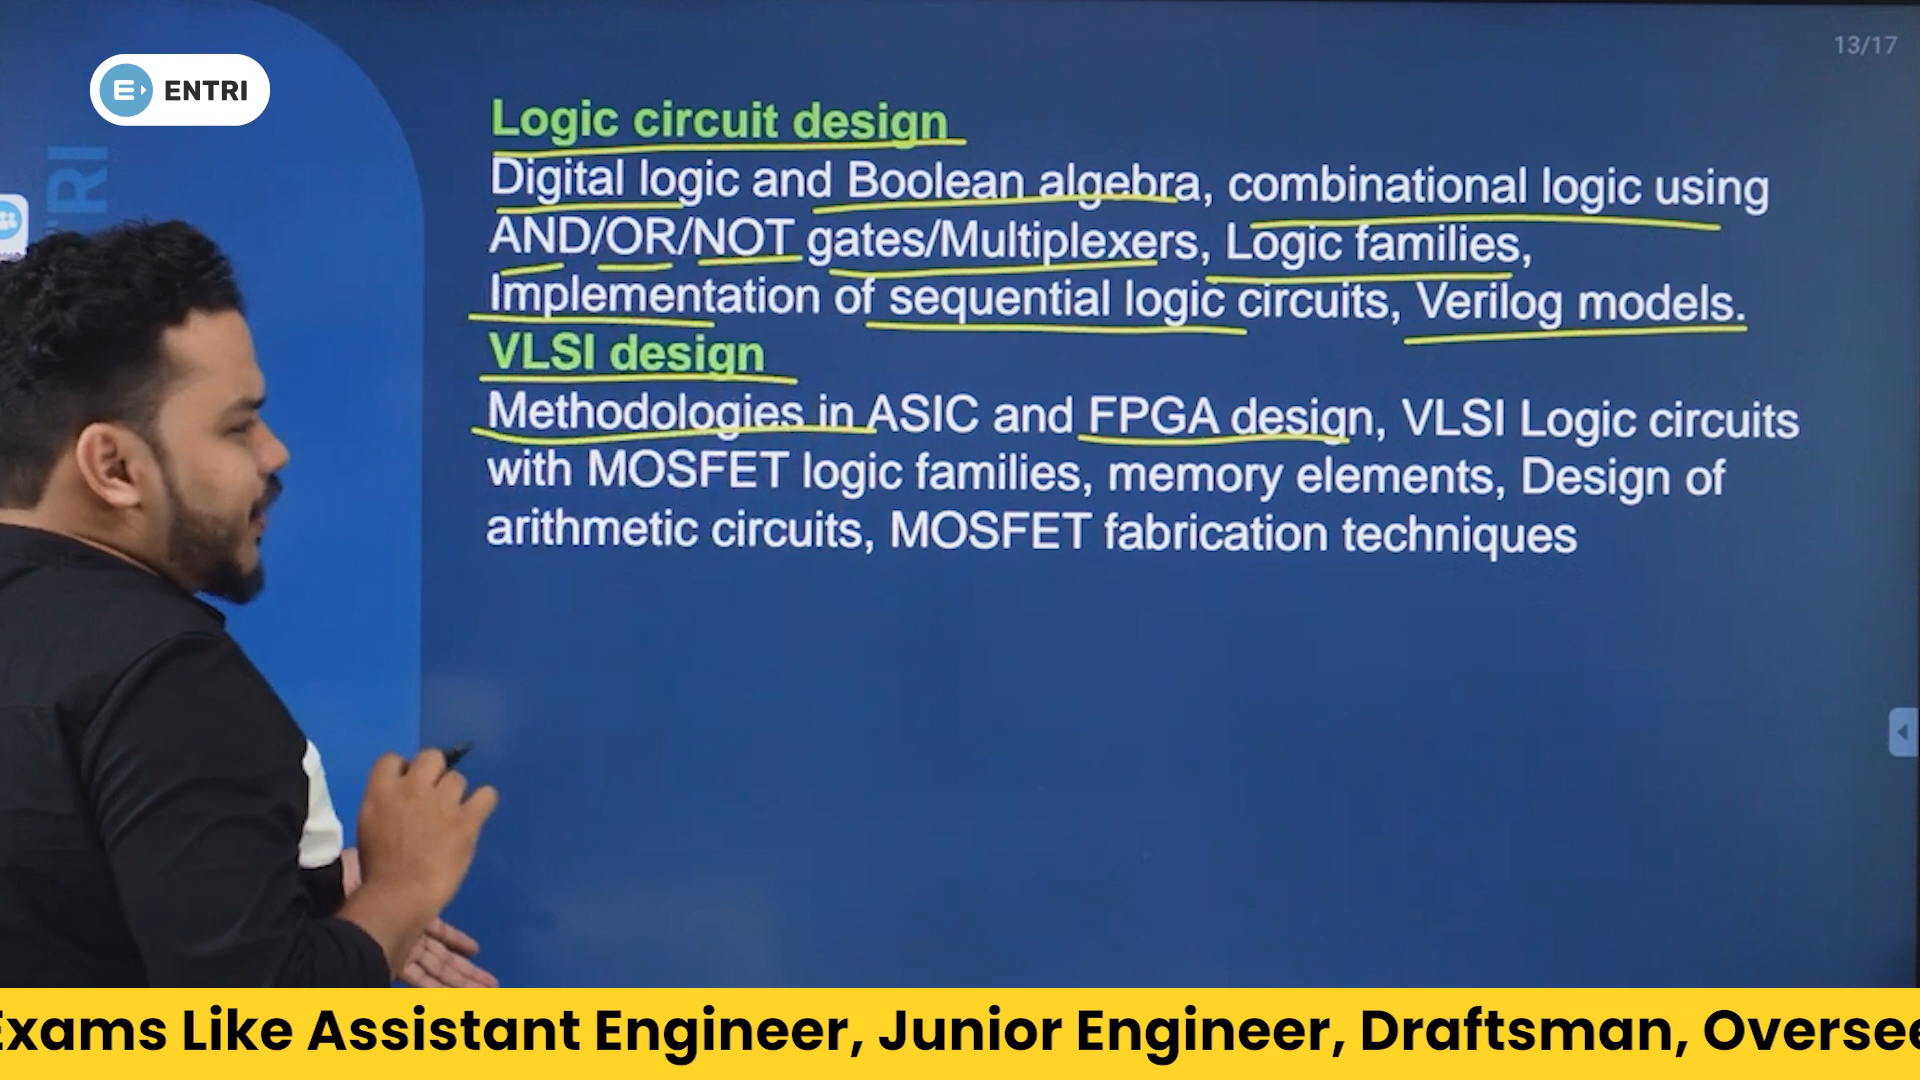 13/17
ENTRI
RI
Logic circuit design
Digital logic and Boolean algebra, combinational logic using
AND/OR/NOT gates/Multiplexers, Logic families,
Implementation of sequential logic circuits, Verilog models.
VLSI design
Methodologies in ASIC and FPGA design, VLSI Logic circuits
with MOSFET logic families, memory elements, Design of
arithmetic circuits, MOSFET fabrication techniques
Exams Like Assistant Engineer, Junior Engineer, Draftsman, Oversee